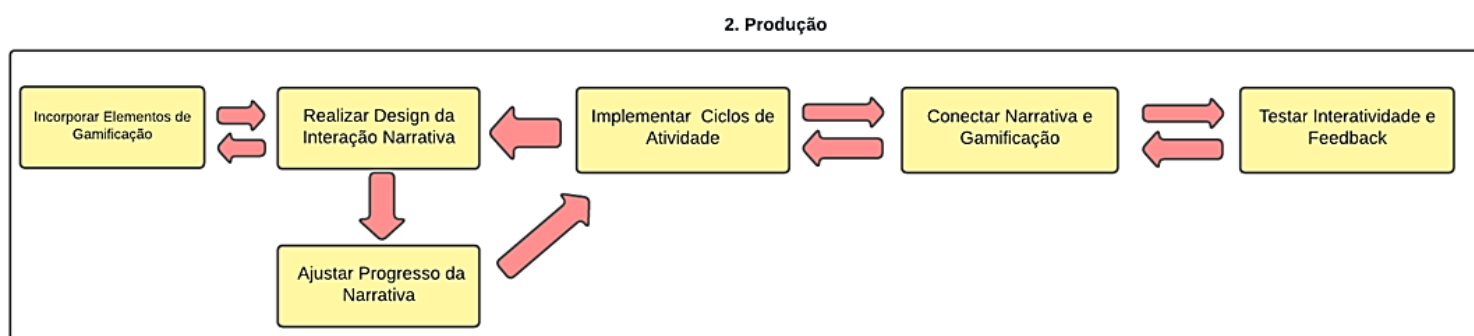 2. Produção
Incorporar Elementos de
Gamificação
Realizar Design da
Interação Narrativa
Implementar Ciclos de
Atividade
Conectar Narrativa e
Gamificação
Testar Interatividade e
Feedback
Ajustar Progresso da
Narrativa